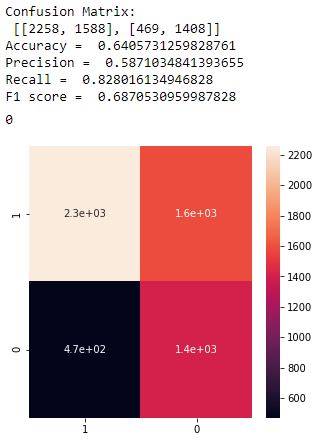 Confusion Matrix:
[[2258, 1588], [469, 1408]]
Accuracy =  0.6405731259828761
Precision =  0.5871034841393655
Recall =  0.828016134946828
F1 score =  0.6870530959987828
0
2.3e+03 1.6e+03
4.7e+02 1.4e+03
1
0
1 0
2200
2000
1800
1600
1400
1200
1000
800
600